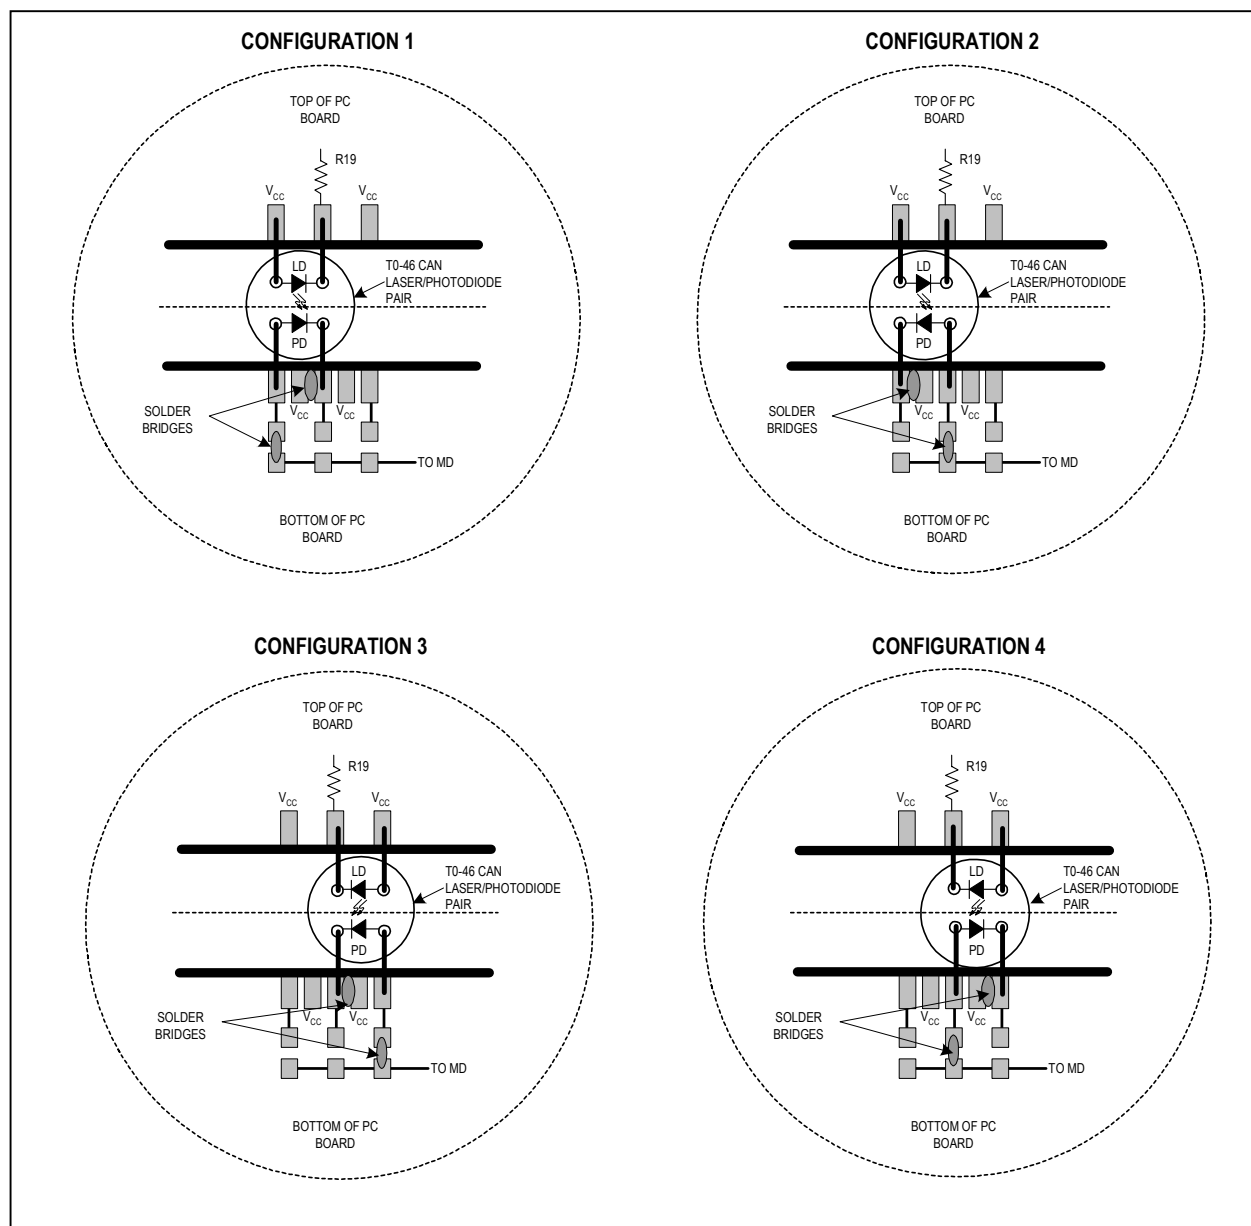 CONFIGURATION 1
TOP OF PC
BOARD
R19
VCC
VCC
LD
T0-46 CAN
LASER/PHOTODIODE
PAIR
PD
SOLDER
BRIDGES
VCC
VCC
TO MD
BOTTOM OF PC
BOARD
CONFIGURATION 2
TOP OF PC
BOARD
R19
VCC
VCC
LD
T0-46 CAN
LASER/PHOTODIODE
PAIR
PD
SOLDER
BRIDGES
VCC
VCC
TO MD
BOTTOM OF PC
BOARD
CONFIGURATION 3
TOP OF PC
BOARD
R19
VCC
VCC
LD
T0-46 CAN
LASER/PHOTODIODE
PAIR
PD
SOLDER
BRIDGES
VCC
VCC
TO MD
BOTTOM OF PC
BOARD
CONFIGURATION 4
TOP OF PC
BOARD
R19
VCC
VCC
LD
T0-46 CAN
LASER/PHOTODIODE
PAIR
PD
SOLDER
BRIDGES
VCC
VCC
TO MD
BOTTOM OF PC
BOARD